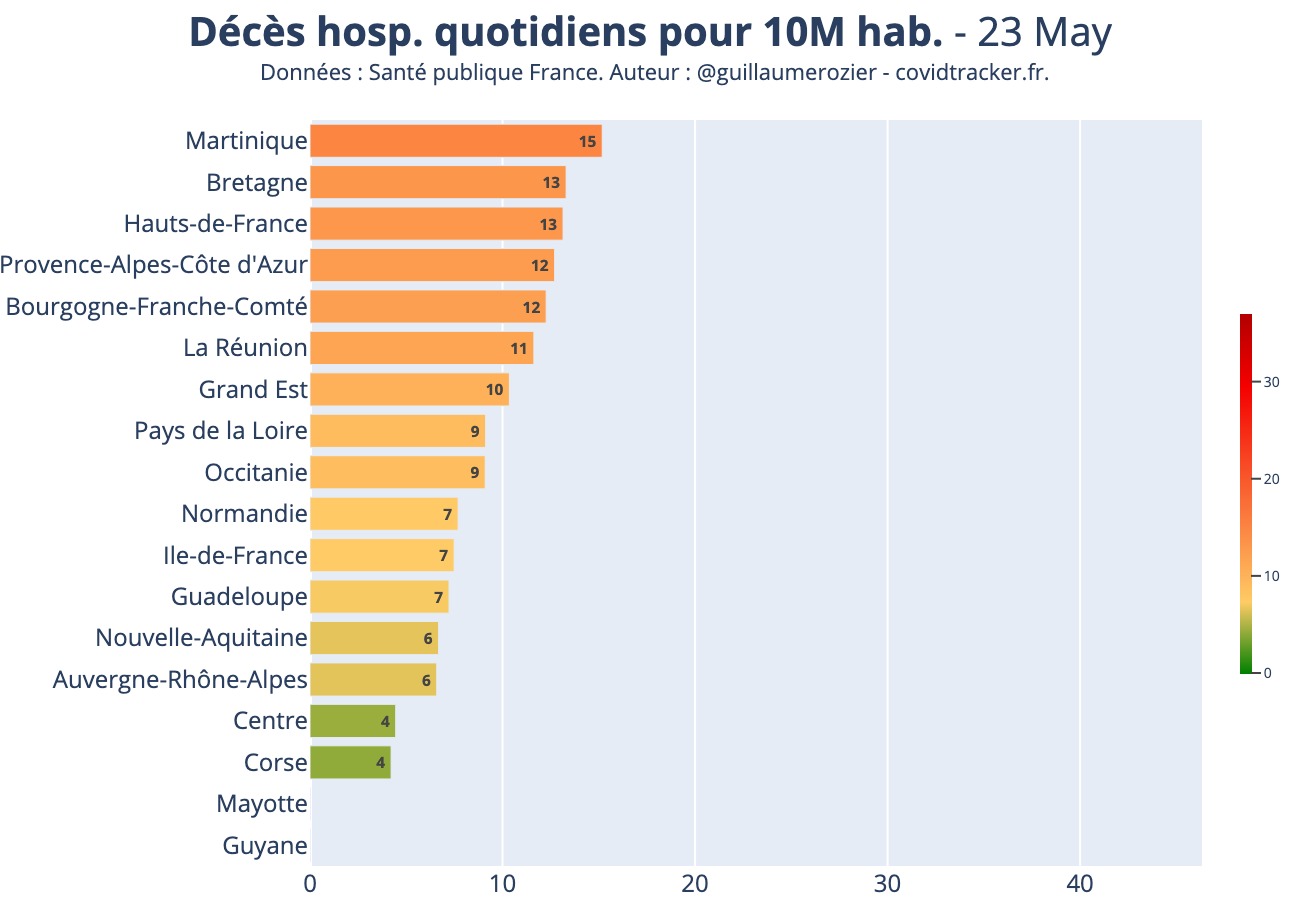 Décès hosp. quotidiens pour 10M hab. - 23 May
Données : Santé publique France. Auteur : @guillaumerozier - covidtracker.fr.
Martinique 15
Bretagne 13
Hauts-de-France 13
Provence-Alpes-Côte d'Azur 12
Bourgogne-Franche-Comté 12
La Réunion 11
Grand Est 10
Pays de la Loire 9
Occitanie 9
Normandie 7
Ile-de-France 7
Guadeloupe 7
Nouvelle-Aquitaine 6
Auvergne-Rhône-Alpes 6
Centre 4
Corse 4
Mayotte
Guyane
0 10 20 30 40
30
20
10
0